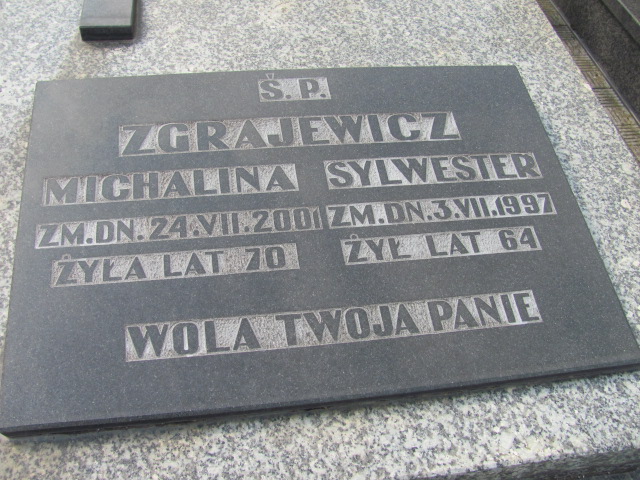 Ś. P.
ZGRAJEWICZ
MICHALINA SYLWESTER
ZM. DN. 24. VII. 2001 ZM. DN. 3. VII. 1997
ŻYŁA LAT 70 ŻYŁ LAT 64
WOLA TWOJA PANIE